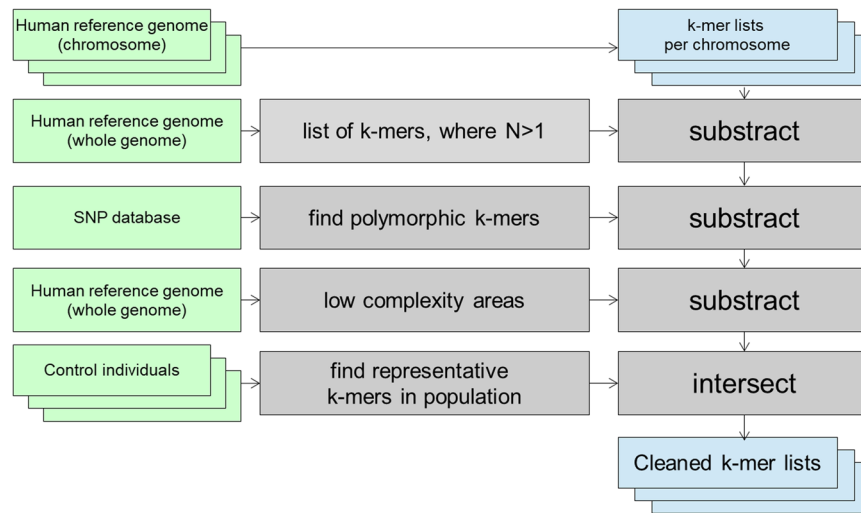 Human reference genome
(chromosome)
k-mer lists
per chromosome
Human reference genome
(whole genome)
list of k-mers, where N>1
substract
SNP database
find polymorphic k-mers
substract
Human reference genome
(whole genome)
low complexity areas
substract
Control individuals
find representative
k-mers in population
intersect
Cleaned k-mer lists